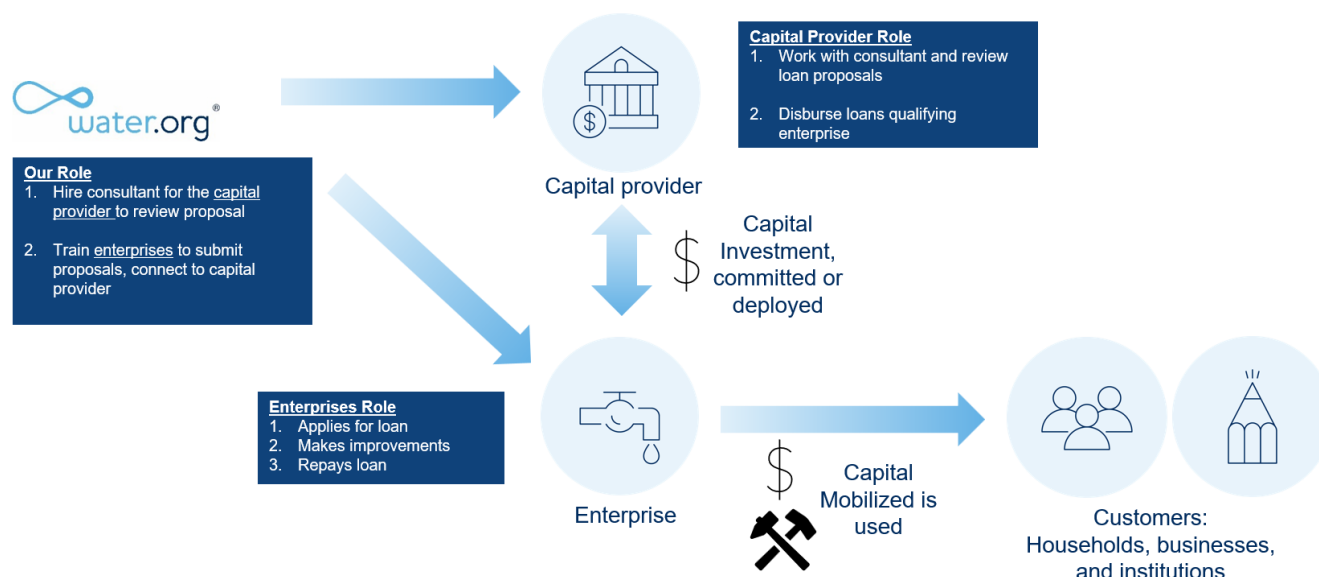 water.org®
Our Role
1. Hire consultant for the capital
provider to review proposal
2. Train enterprises to submit
proposals, connect to capital
provider
$
Capital provider
Capital Provider Role
1. Work with consultant and review
loan proposals
2. Disburse loans qualifying
enterprise
$
Capital
Investment,
committed or
deployed
Enterprises Role
1. Applies for loan
2. Makes improvements
3. Repays loan
Enterprise
$
Capital
Mobilized is
used
Customers:
Households, businesses,
and institutions